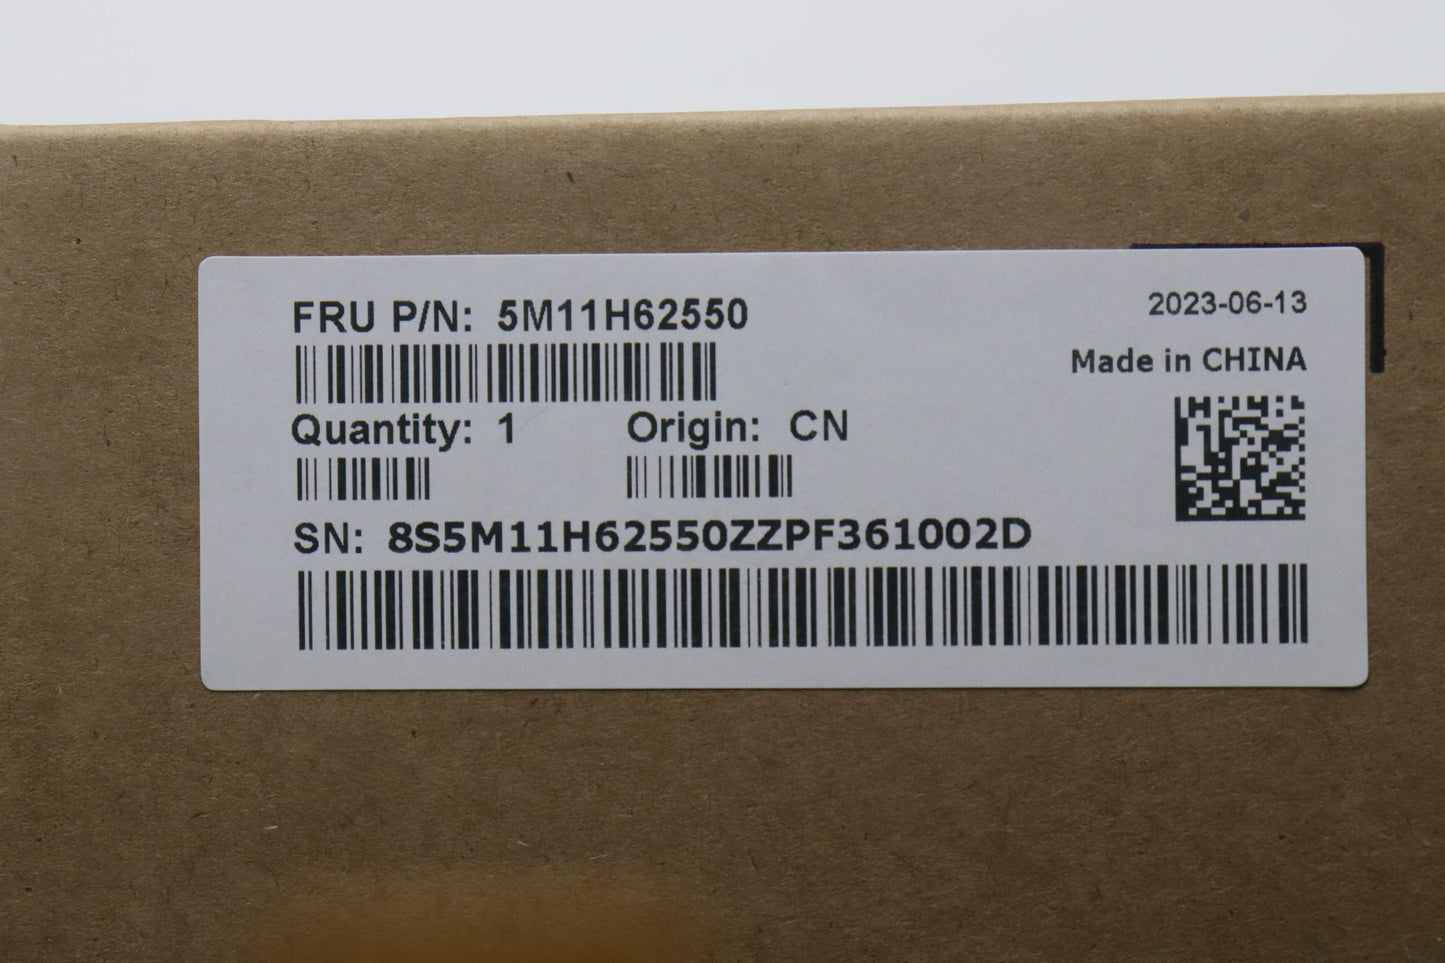 FRU P/N: 5M11H62550
2023-06-13
Made in CHINA
Quantity: 1 Origin: CN
SN: 8S5M11H62550ZZPF361002D